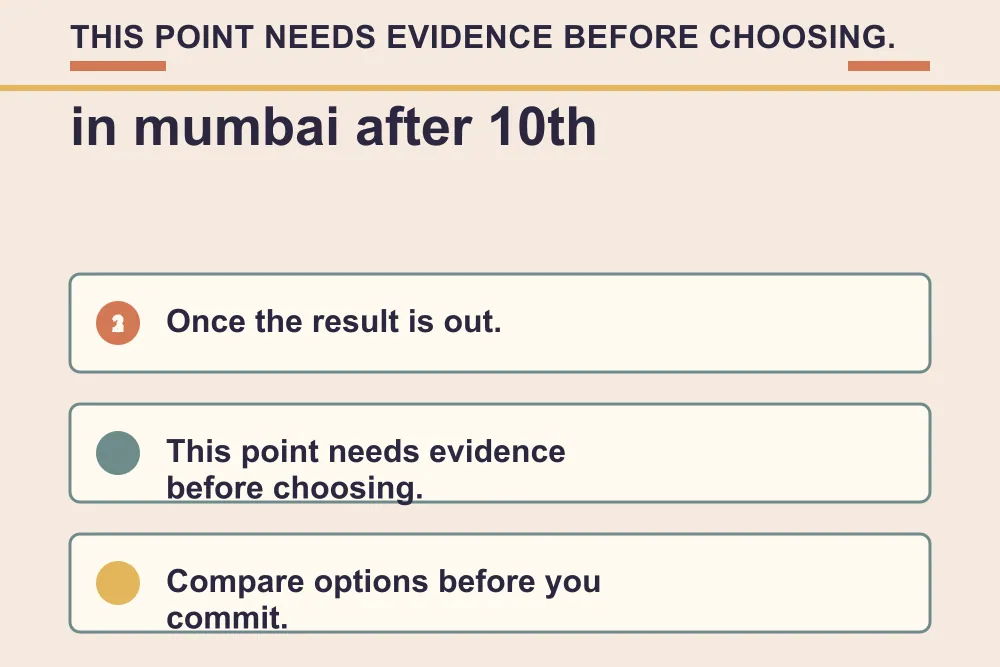 THIS POINT NEEDS EVIDENCE BEFORE CHOOSING.
in mumbai after 10th
Once the result is out.
This point needs evidence
before choosing.
Compare options before you
commit.